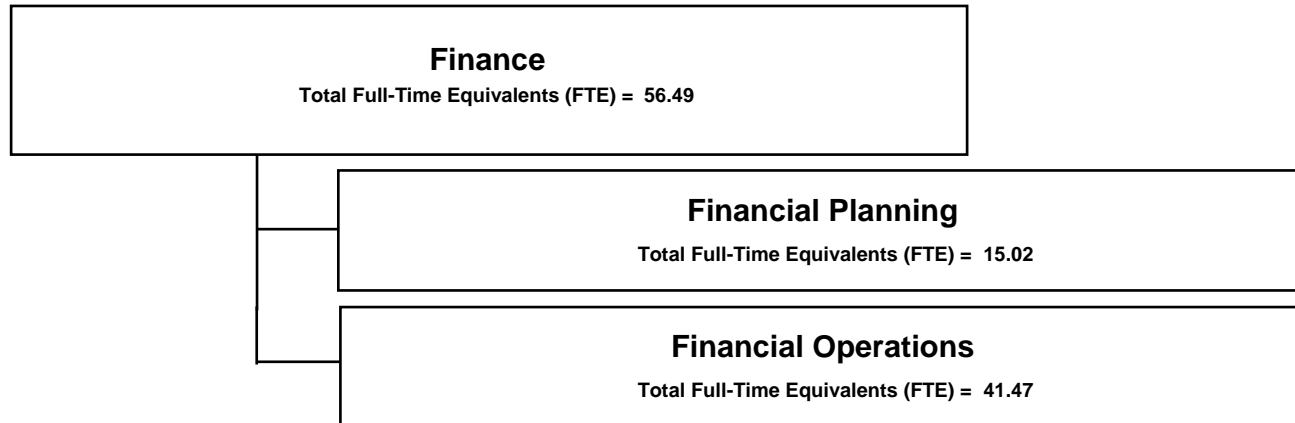 Finance
Total Full-Time Equivalents (FTE) = 56.49
Financial Planning
Total Full-Time Equivalents (FTE) = 15.02
Financial Operations
Total Full-Time Equivalents (FTE) = 41.47